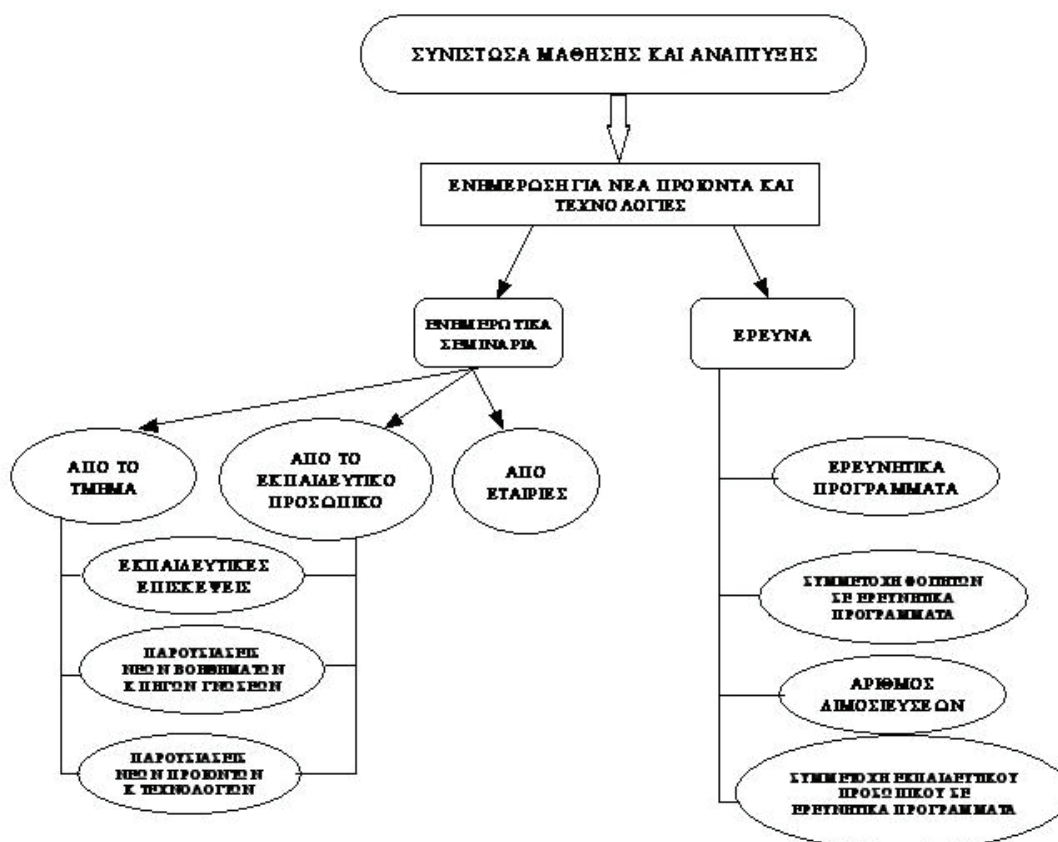 ΣΥΝΙΣΤΩΣΑ ΜΑΘΗΣΗΣ ΚΑΙ ΑΝΑΠΤΥΞΗΣ
ΕΝΗΜΕΡΩΣΗ ΓΙΑ ΝΕΑ ΠΡΟΙΟΝΤΑ ΚΑΙ
ΤΕΧΝΟΛΟΓΙΕΣ
ΕΝΗΜΕΡΩΤΙΚΑ
ΣΕΜΙΝΑΡΙΑ
ΕΡΕΥΝΑ
ΑΠΟ ΤΟ
ΤΜΗΜΑ
ΑΠΟ ΤΟ
ΕΚΠΑΙΔΕΥΤΙΚΟ
ΠΡΟΣΩΠΙΚΟ
ΑΠΟ
ΕΤΑΙΡΙΕΣ
ΕΡΕΥΝΗΤΙΚΑ
ΠΡΟΓΡΑΜΜΑΤΑ
ΕΚΠΑΙΔΕΥΤΙΚΕΣ
ΕΠΙΣΚΕΨΕΙΣ
ΣΥΜΜΕΤΟΧΗ ΦΟΙΤΗΤΩΝ
ΣΕ ΕΡΕΥΝΗΤΙΚΑ
ΠΡΟΓΡΑΜΜΑΤΑ
ΠΑΡΟΥΣΙΑΣΕΙΣ
ΝΕΩΝ ΒΟΗΘΗΜΑΤΩΝ
Κ ΠΗΓΩΝ ΓΝΩΣΕΩΝ
ΑΡΙΘΜΟΣ
ΔΙΜΟΣΙΕΥΣΕΩΝ
ΠΑΡΟΥΣΙΑΣΕΙΣ
ΝΕΩΝ ΠΡΟΙΟΝΤΩΝ
Κ ΤΕΧΝΟΛΟΓΙΩΝ
ΣΥΜΜΕΤΟΧΗ ΕΚΠΑΙΔΕΥΤΙΚΟΥ
ΠΡΟΣΩΠΙΚΟΥ ΣΕ
ΕΡΕΥΝΗΤΙΚΑ ΠΡΟΓΡΑΜΜΑΤΑ